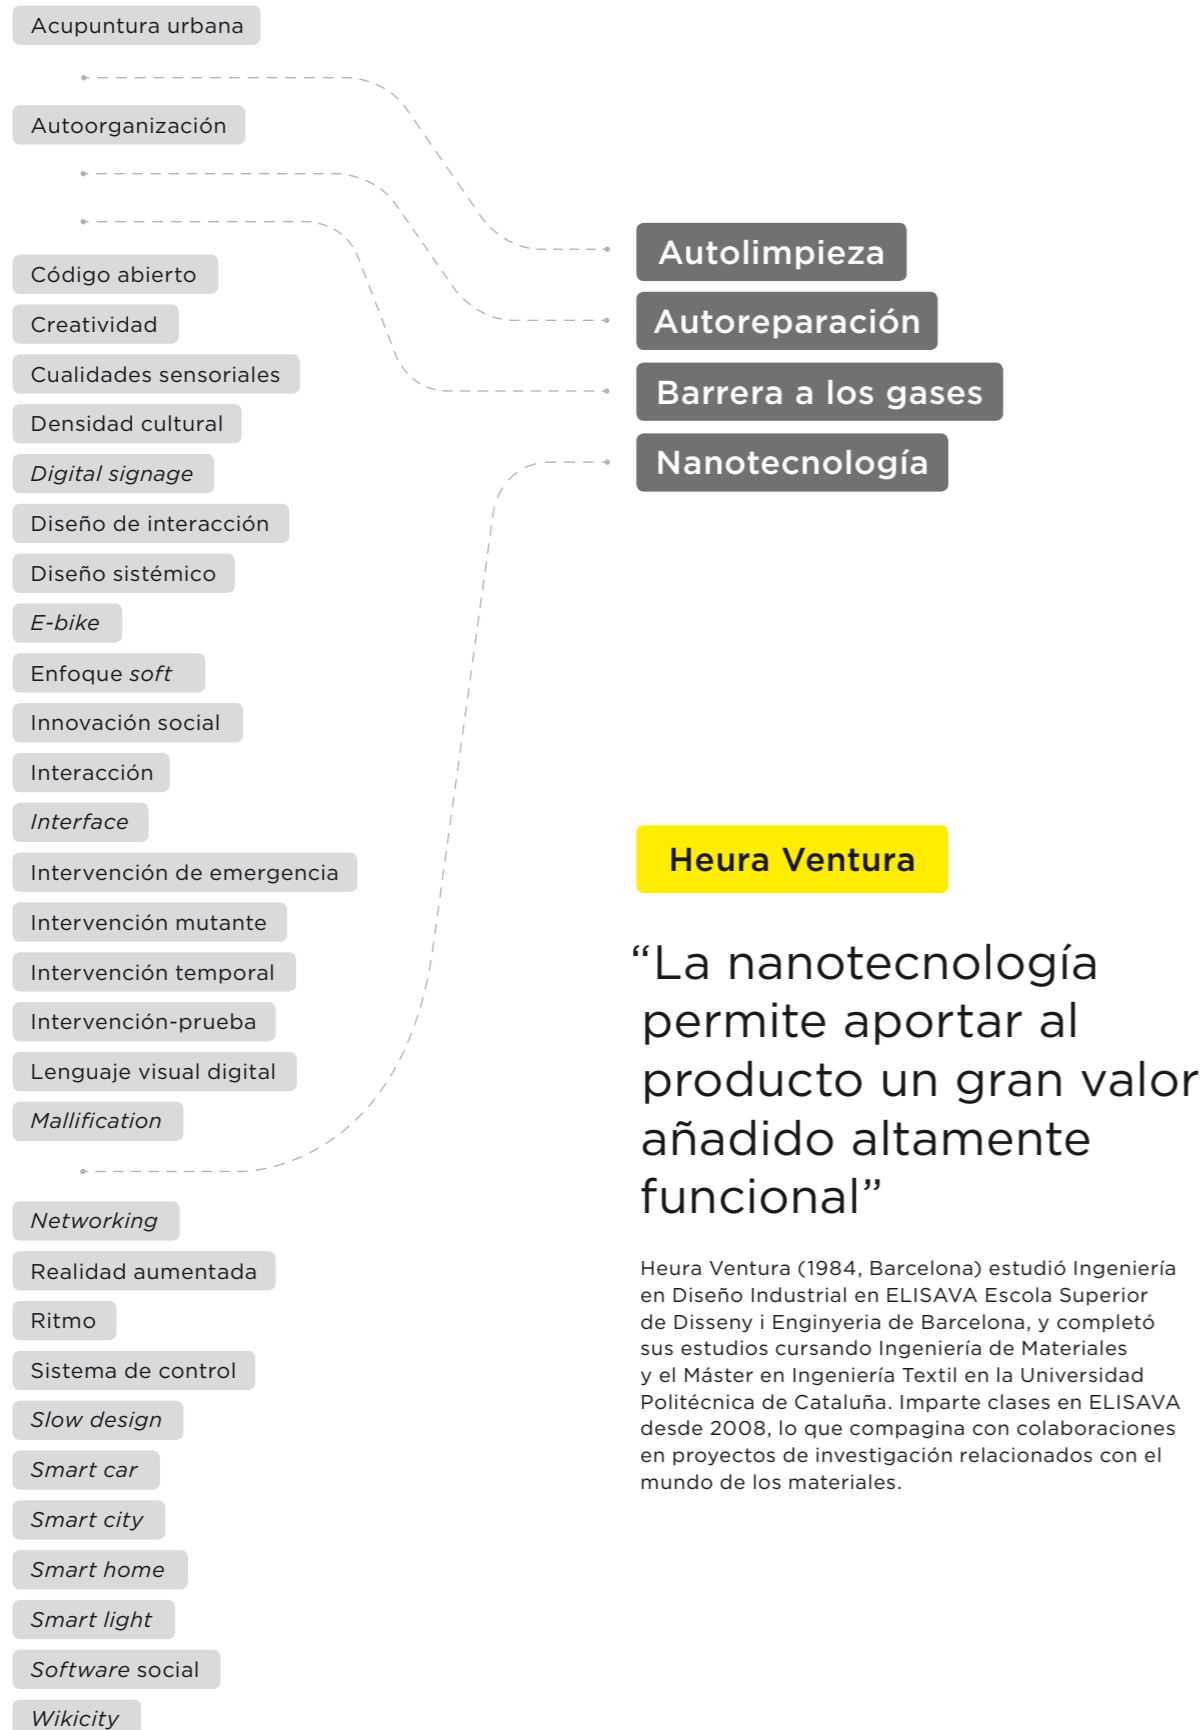 Acupuntura urbana
Autoorganización
Código abierto
Creatividad
Cualidades sensoriales
Densidad cultural
Digital signage
Diseño de interacción
Diseño sistémico
E-bike
Enfoque soft
Innovación social
Interacción
Interface
Intervención de emergencia
Intervención mutante
Intervención temporal
Intervención-prueba
Lenguaje visual digital
Mallification
Networking
Realidad aumentada
Ritmo
Sistema de control
Slow design
Smart car
Smart city
Smart home
Smart light
Software social
Wikicity
Autolimpieza
Autoreparación
Barrera a los gases
Nanotecnología
Heura Ventura
“La nanotecnología
permite aportar al
producto un gran valor
añadido altamente
funcional”
Heura Ventura (1984, Barcelona) estudió Ingeniería
en Diseño Industrial en ELISAVA Escola Superior
de Disseny i Enginyeria de Barcelona, y completó
sus estudios cursando Ingeniería de Materiales
y el Máster en Ingeniería Textil en la Universidad
Politécnica de Cataluña. Imparte clases en ELISAVA
desde 2008, lo que compagina con colaboraciones
en proyectos de investigación relacionados con el
mundo de los materiales.